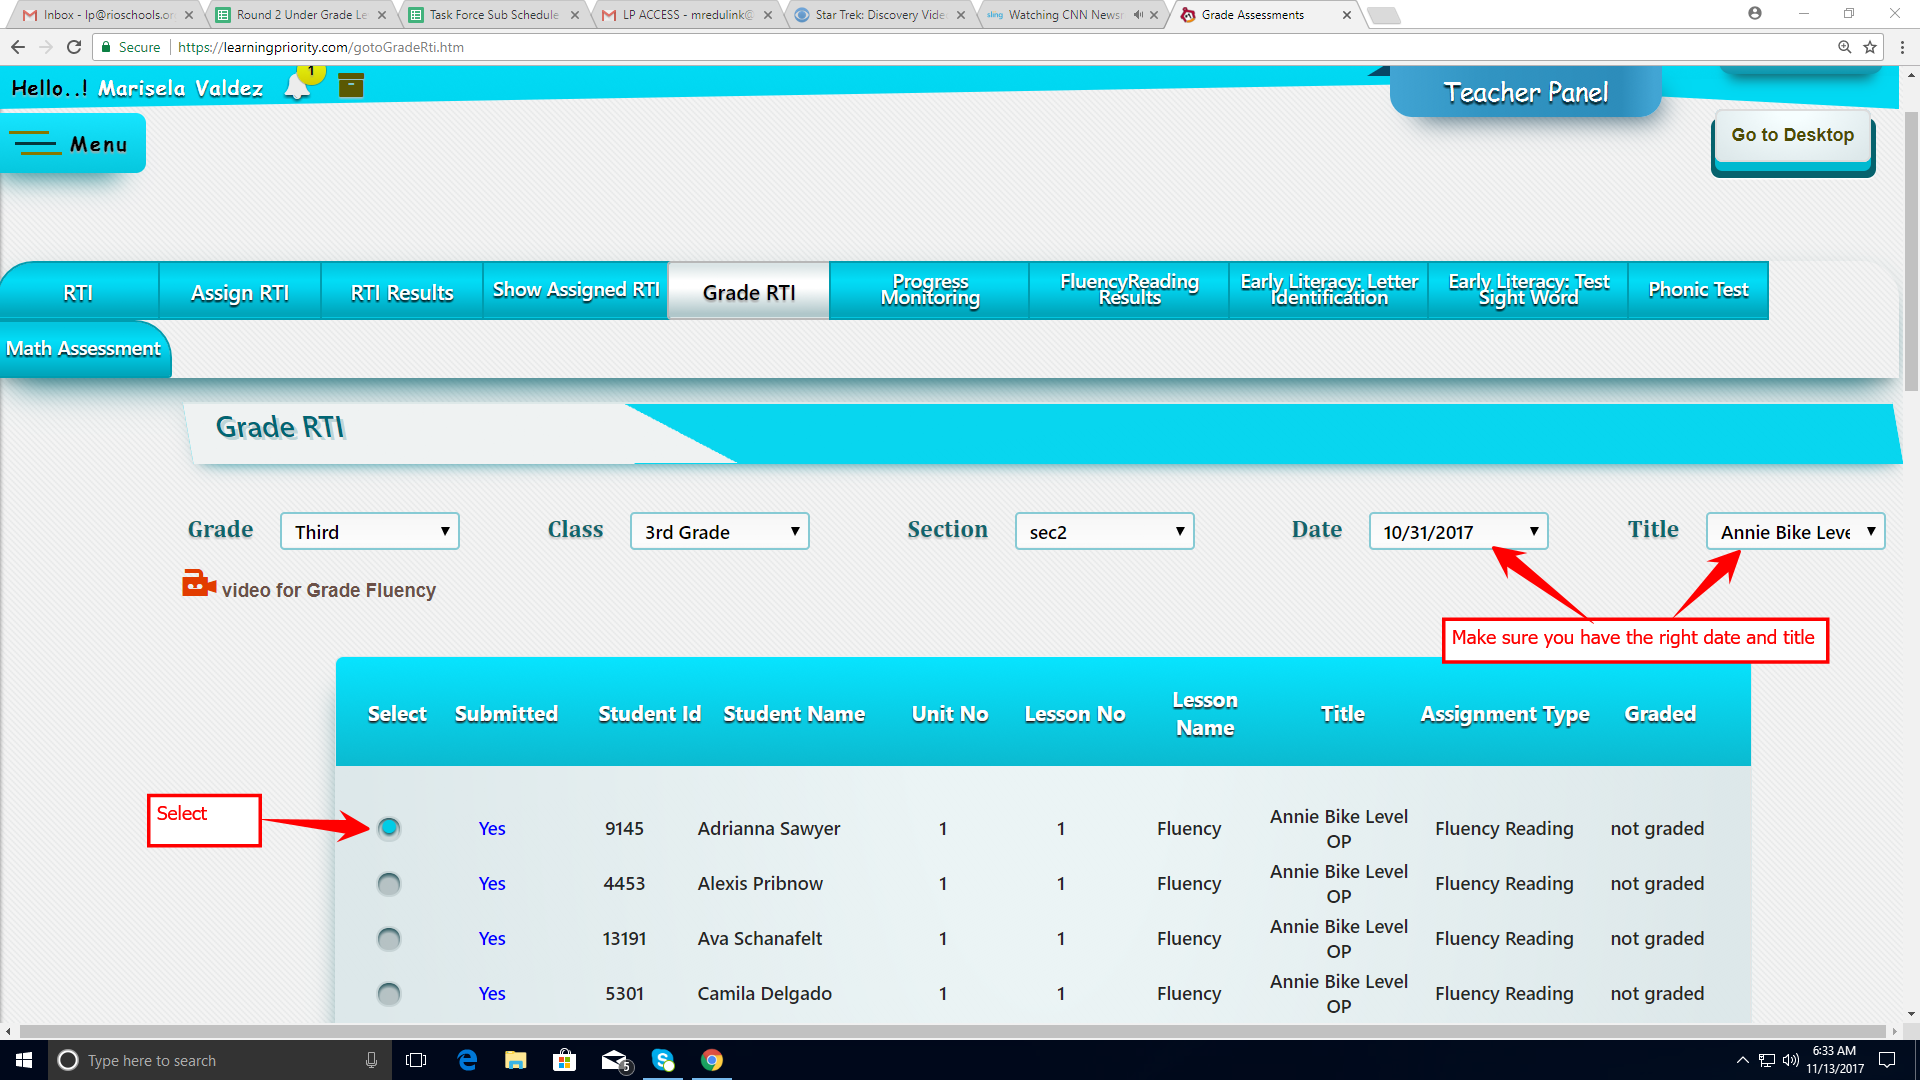 Inbox - lp@rioschools.or
Round 2 Under Grade Le
Task Force Sub Schedule
LP ACCESS - mredulink@
Star Trek: Discovery Vide
sling Watching CNN Newsr
Grade Assessments
Secure https://learningpriority.com/gotoGradeRti.htm
Hello..! Marisela Valdez
1
Teacher Panel
Go to Desktop
Menu
RTI
Assign RTI
RTI Results
Show Assigned RTI
Grade RTI
Progress
Monitoring
FluencyReading
Results
Early Literacy: Letter
Identification
Early Literacy: Test
Sight Word
Phonic Test
Math Assessment
Grade RTI
Grade Third Class 3rd Grade Section sec2 Date 10/31/2017 Title Annie Bike Leve
video for Grade Fluency
Make sure you have the right date and title
Select Submitted Student Id Student Name Unit No Lesson No Lesson Name Title Assignment Type Graded
Select
Yes 9145 Adrianna Sawyer 1 1 Fluency Annie Bike Level OP Fluency Reading not graded
Yes 4453 Alexis Pribnow 1 1 Fluency Annie Bike Level OP Fluency Reading not graded
Yes 13191 Ava Schanafelt 1 1 Fluency Annie Bike Level OP Fluency Reading not graded
Yes 5301 Camila Delgado 1 1 Fluency Annie Bike Level OP Fluency Reading not graded
Type here to search
5
6:33 AM
11/13/2017